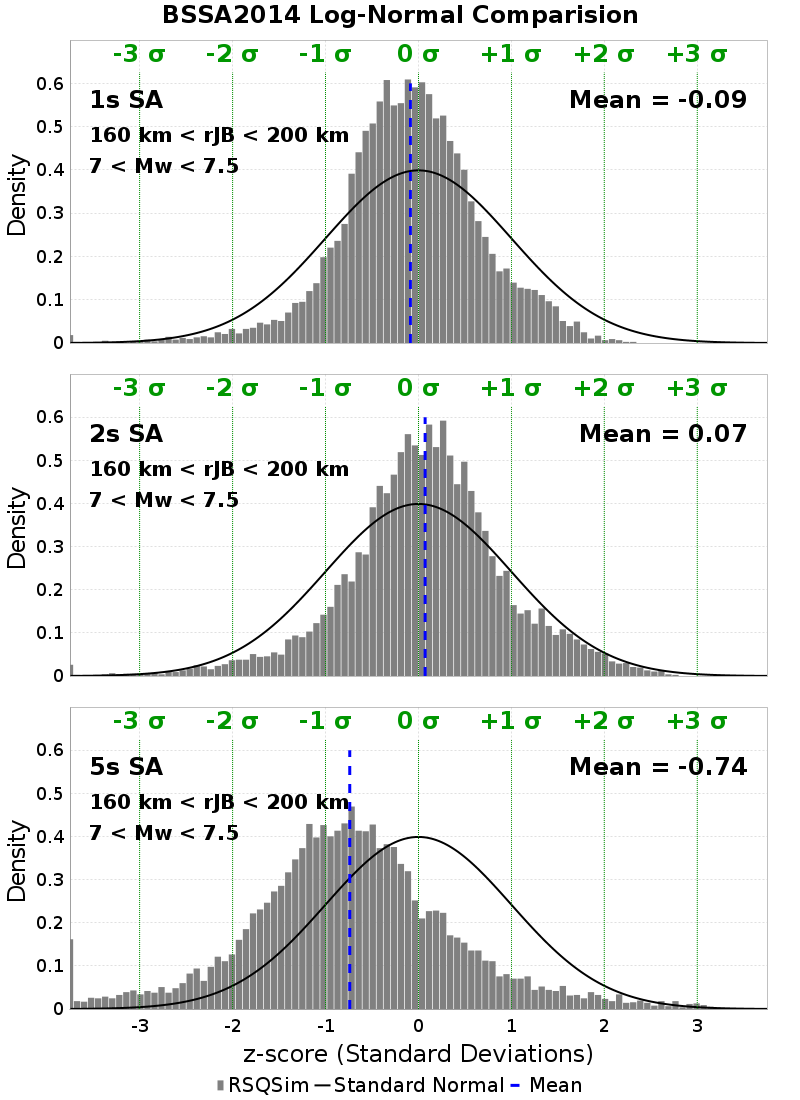 BSSA2014 Log-Normal Comparision
-3 σ -2 σ -1 σ 0 σ +1 σ +2 σ +3 σ
1s SA
Mean = -0.09
160 km < rJB < 200 km
7 < Mw < 7.5
Density
0.6
0.5
0.4
0.3
0.2
0.1
0
-3 σ -2 σ -1 σ 0 σ +1 σ +2 σ +3 σ
2s SA
Mean = 0.07
160 km < rJB < 200 km
7 < Mw < 7.5
Density
0.6
0.5
0.4
0.3
0.2
0.1
0
-3 σ -2 σ -1 σ 0 σ +1 σ +2 σ +3 σ
5s SA
Mean = -0.74
160 km < rJB < 200 km
7 < Mw < 7.5
Density
0.6
0.5
0.4
0.3
0.2
0.1
0
-3 -2 -1 0 1 2 3
z-score (Standard Deviations)
RSQSim Standard Normal Mean